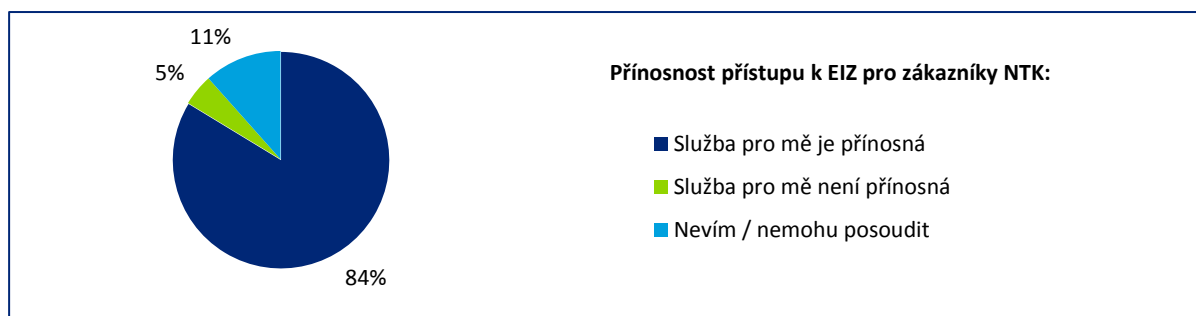 11%
5%
84%
Přínosnost přístupu k EIZ pro zákazníky NTK:
Služba pro mě je přínosná
Služba pro mě není přínosná
Nevím / nemohu posoudit